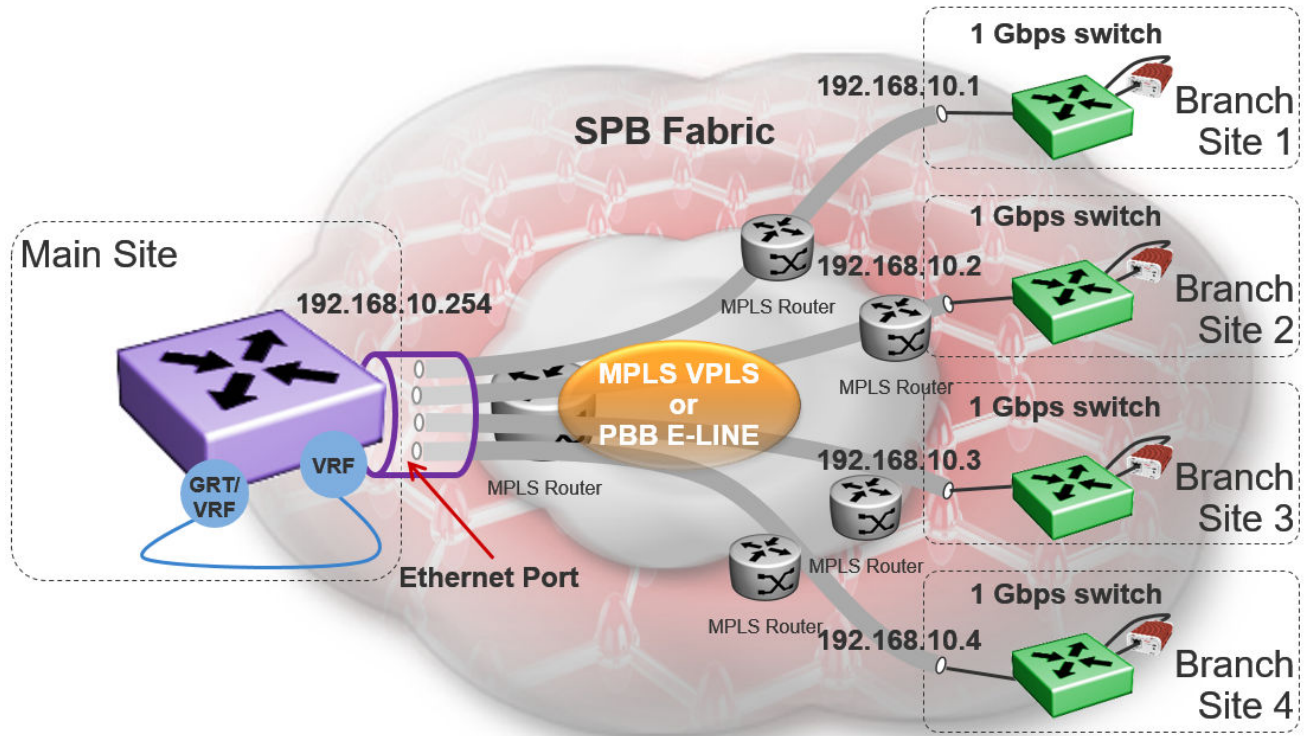 1 Gbps switch
192.168.10.1
Branch
Site 1
SPB Fabric
1 Gbps switch
192.168.10.2
Branch
Site 2
MPLS Router
Main Site
192.168.10.254
MPLS VPLS
or
PBB E-LINE
MPLS Router
1 Gbps switch
192.168.10.3
Branch
Site 3
VRF
GRT/
VRF
MPLS Router
MPLS Router
Ethernet Port
1 Gbps switch
MPLS Router
192.168.10.4
Branch
Site 4